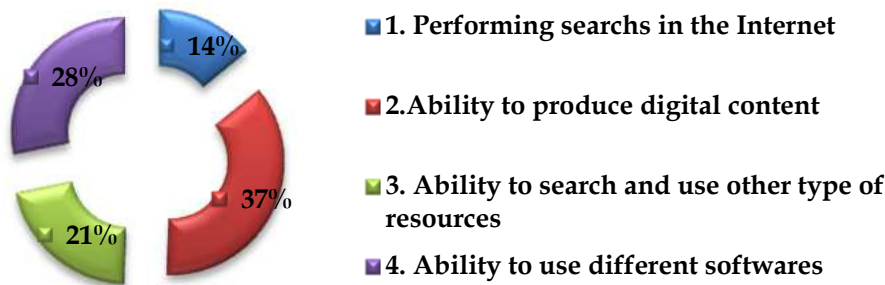 14%
28%
37%
21%
1. Performing searchs in the Internet
2.Ability to produce digital content
3. Ability to search and use other type of
resources
4. Ability to use different softwares